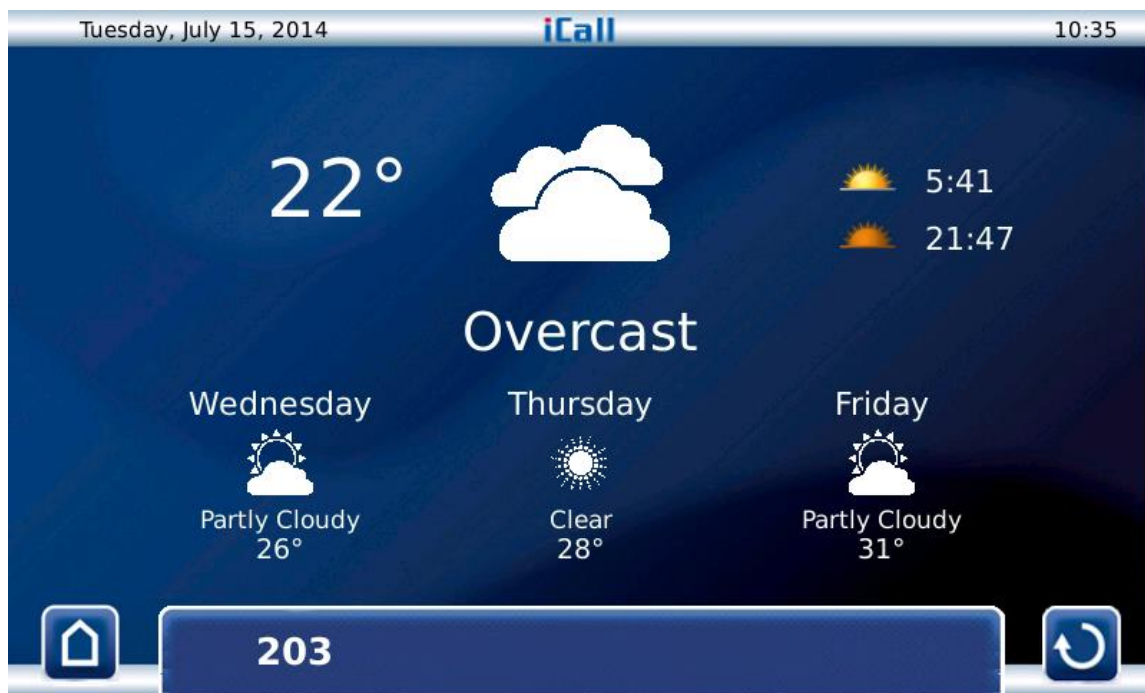 Tuesday, July 15, 2014 iCall 10:35
22° 5:41
21:47
Overcast
Wednesday Thursday Friday
Partly Cloudy Clear Partly Cloudy
26° 28° 31°
203